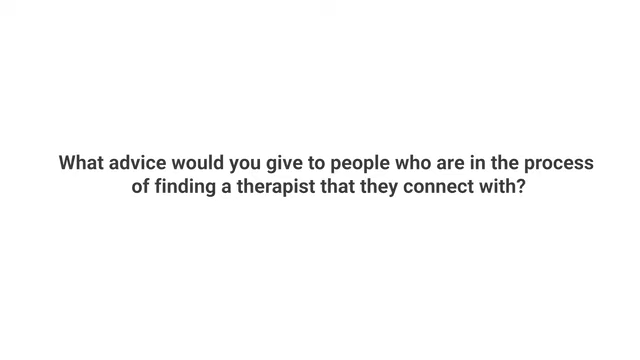 What advice would you give to people who are in the process
of finding a therapist that they connect with?